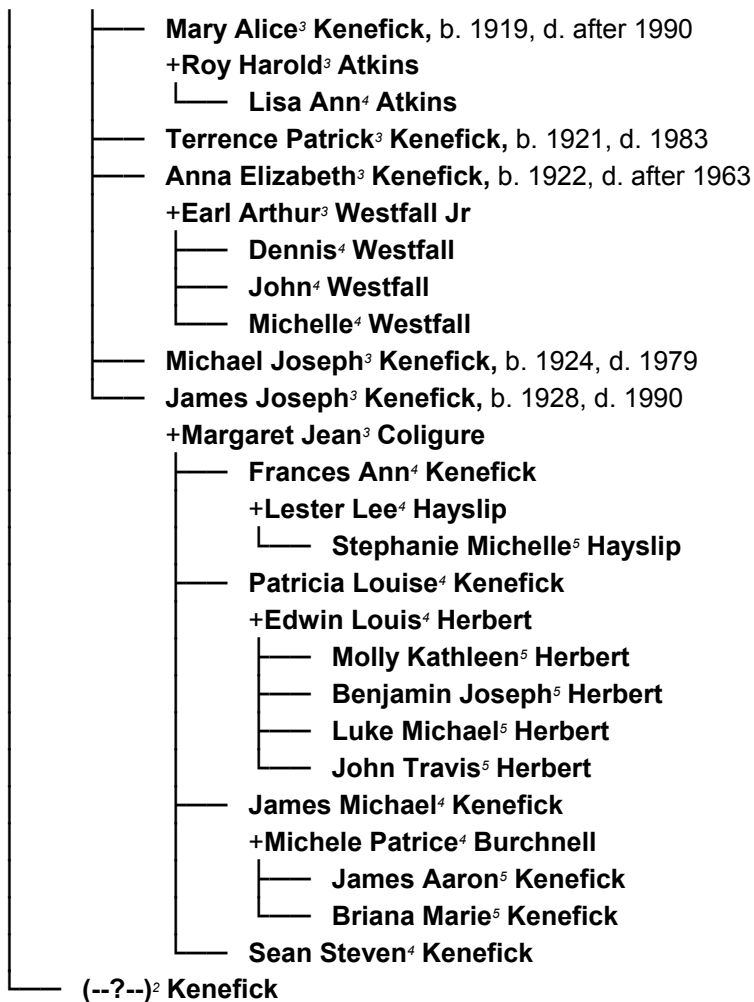 Mary Alice³ Kenefick, b. 1919, d. after 1990
+Roy Harold³ Atkins
Lisa Ann⁴ Atkins
Terrence Patrick³ Kenefick, b. 1921, d. 1983
Anna Elizabeth³ Kenefick, b. 1922, d. after 1963
+Earl Arthur³ Westfall Jr
Dennis⁴ Westfall
John⁴ Westfall
Michelle⁴ Westfall
Michael Joseph³ Kenefick, b. 1924, d. 1979
James Joseph³ Kenefick, b. 1928, d. 1990
+Margaret Jean³ Coligure
Frances Ann⁴ Kenefick
+Lester Lee⁴ Hayslip
Stephanie Michelle⁵ Hayslip
Patricia Louise⁴ Kenefick
+Edwin Louis⁴ Herbert
Molly Kathleen⁵ Herbert
Benjamin Joseph⁵ Herbert
Luke Michael⁵ Herbert
John Travis⁵ Herbert
James Michael⁴ Kenefick
+Michele Patrice⁴ Burchnell
James Aaron⁵ Kenefick
Briana Marie⁵ Kenefick
Sean Steven⁴ Kenefick
(--?--)² Kenefick